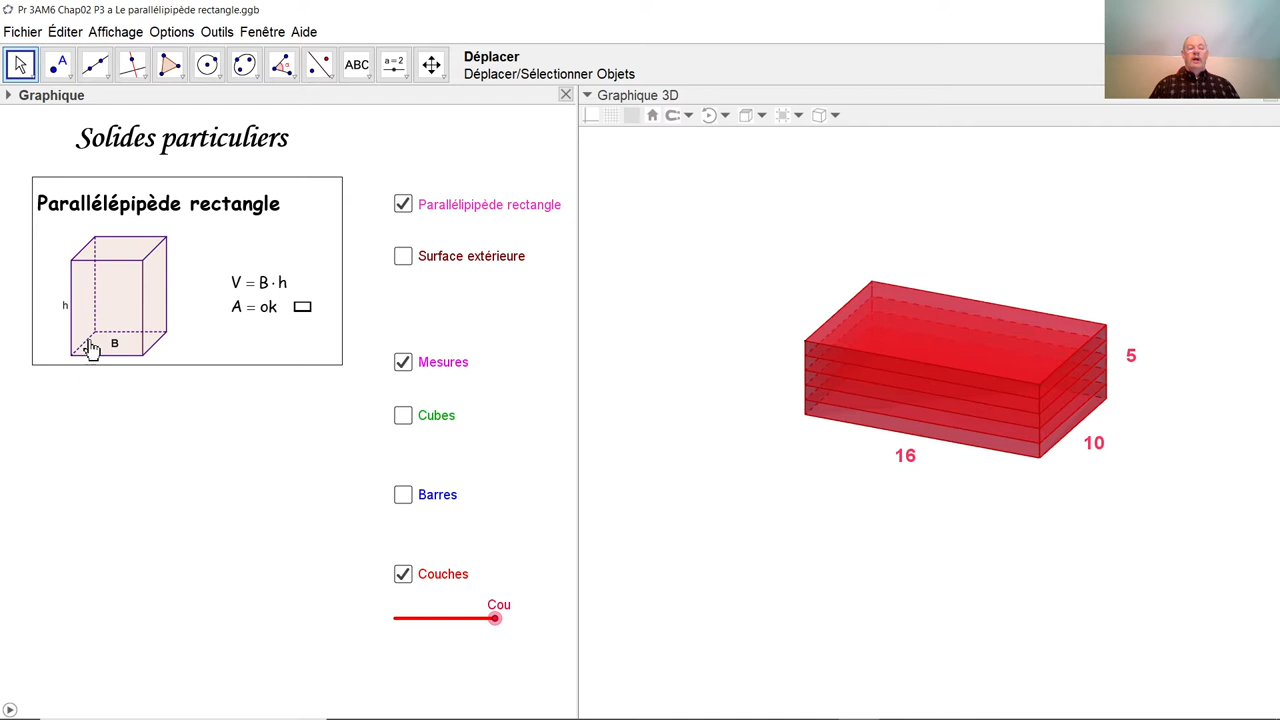 Pr 3AM6 Chap02 P3 a Le parallélipipède rectangle.ggb
Fichier Éditer Affichage Options Outils Fenêtre Aide
A
ABC
a=2
Déplacer
Déplacer/Sélectionner Objets
Graphique
Graphique 3D
Solides particuliers
Parallélépipède rectangle
h
B
V = B · h
A = ok
Parallélipipède rectangle
Surface extérieure
Mesures
Cubes
Barres
Couches
Cou
5
10
16